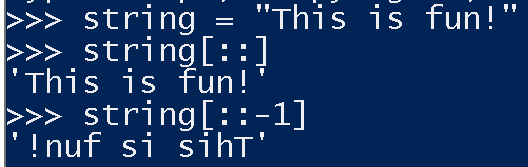 >>> string = "This is fun!"
>>> string[::]
'This is fun!'
>>> string[::-1]
'!nuf si sihT'